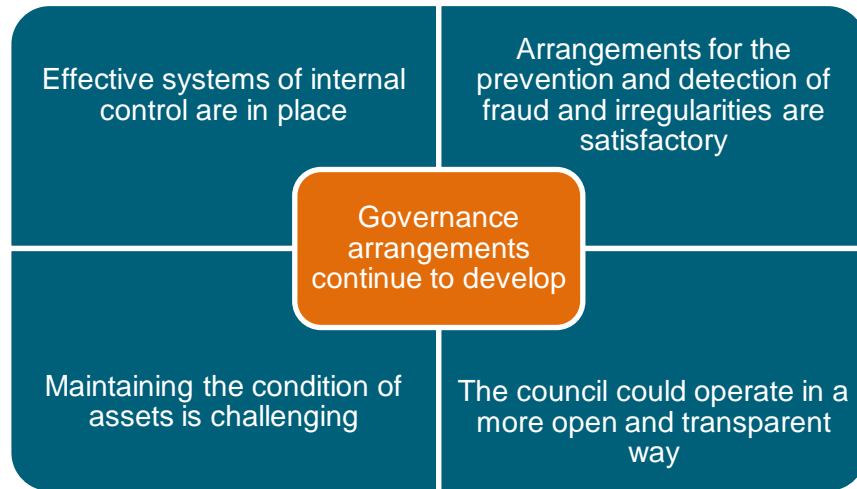 Effective systems of internal
control are in place
Arrangements for the
prevention and detection of
fraud and irregularities are
satisfactory
Governance
arrangements
continue to develop
Maintaining the condition of
assets is challenging
The council could operate in a
more open and transparent
way